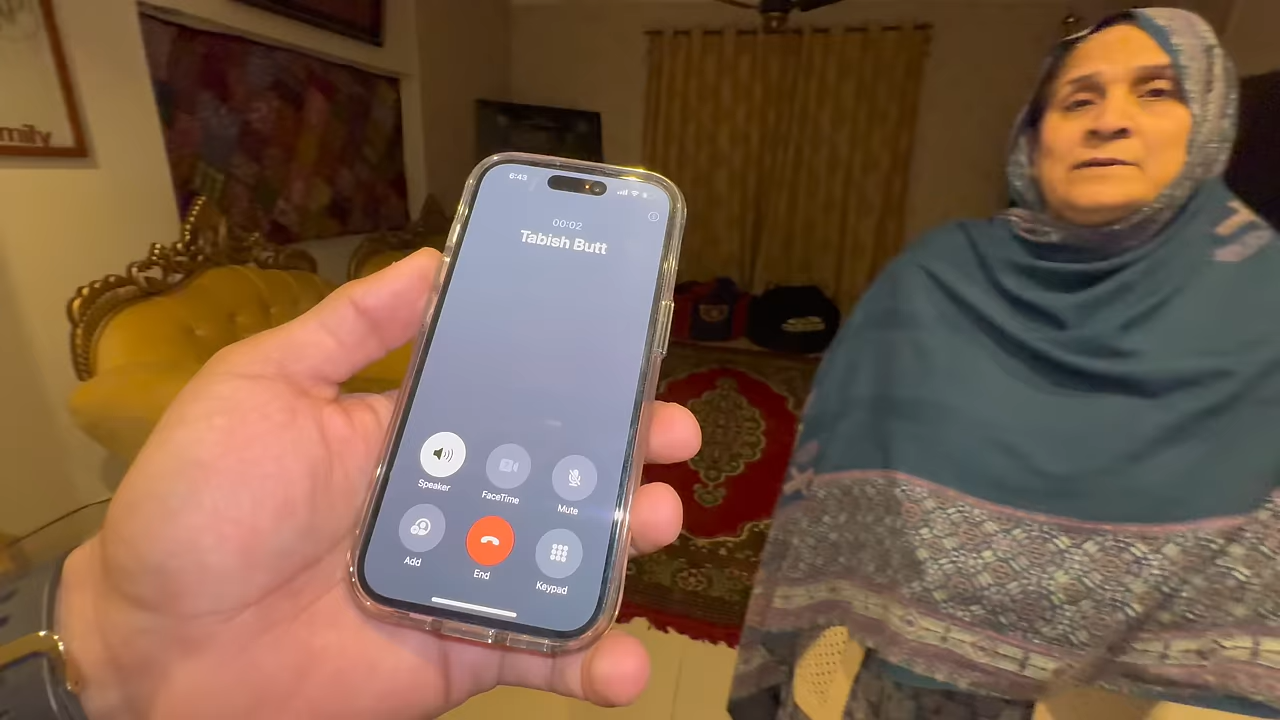 mily
6:43
00:02
Tabish Butt
Speaker
FaceTime
Mute
Add
End
Keypad